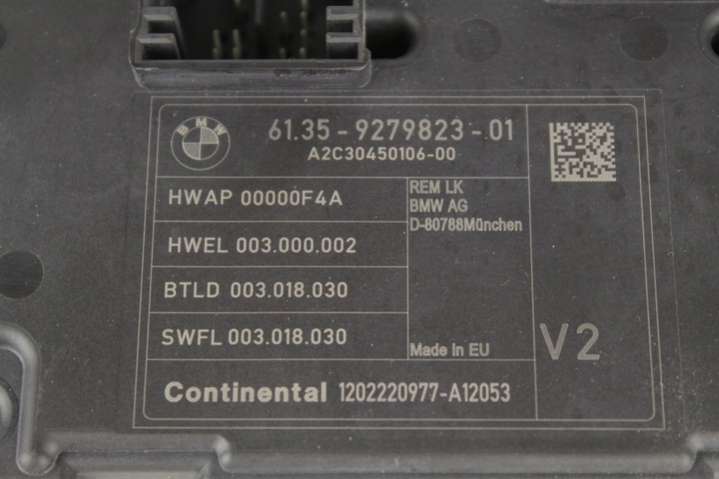 BMW
61.35 - 9279823 - 01
A2C30450106-00
HWAP 00000F4A
HWEL 003.000.002
BTLD 003.018.030
SWFL 003.018.030
REM LK
BMW AG
D-80788München
Made in EU
V2
Continental 1202220977-A12053